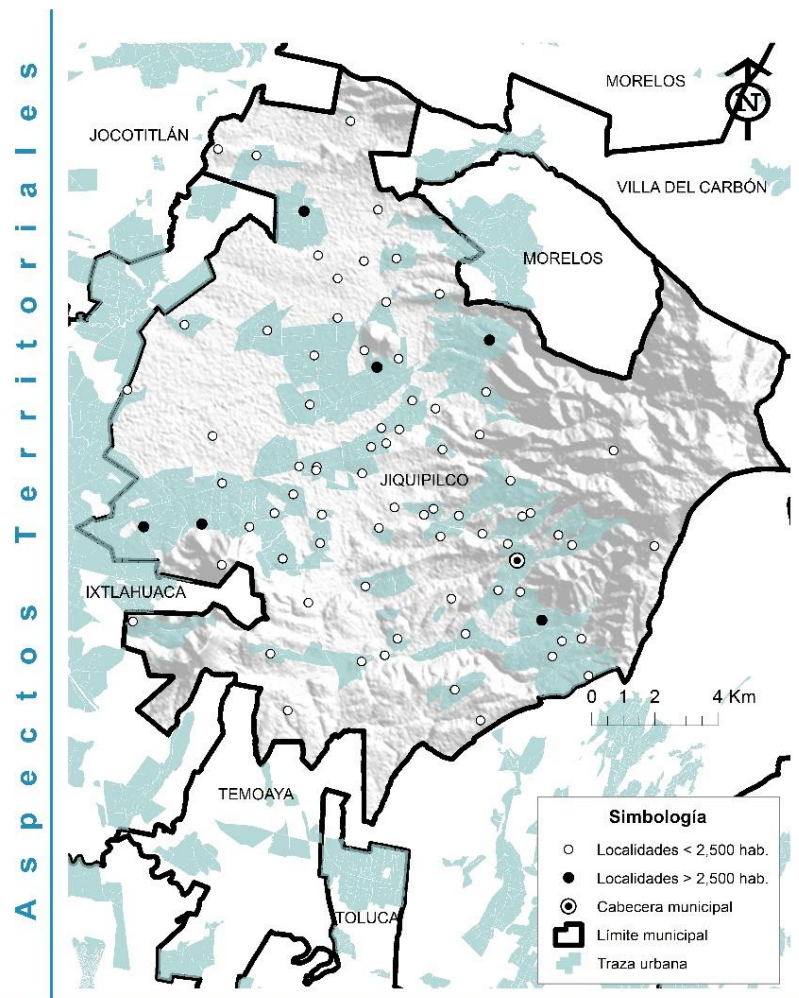 Aspectos Territoriales
MORELOS
N
JOCOTITLÁN
VILLA DEL CARBÓN
MORELOS
JIQUIPILCO
IXTLAHUACA
0 1 2 4 Km
TEMOAYA
TOLUCA
Simbología
Localidades < 2,500 hab.
Localidades > 2,500 hab.
Cabecera municipal
Límite municipal
Traza urbana